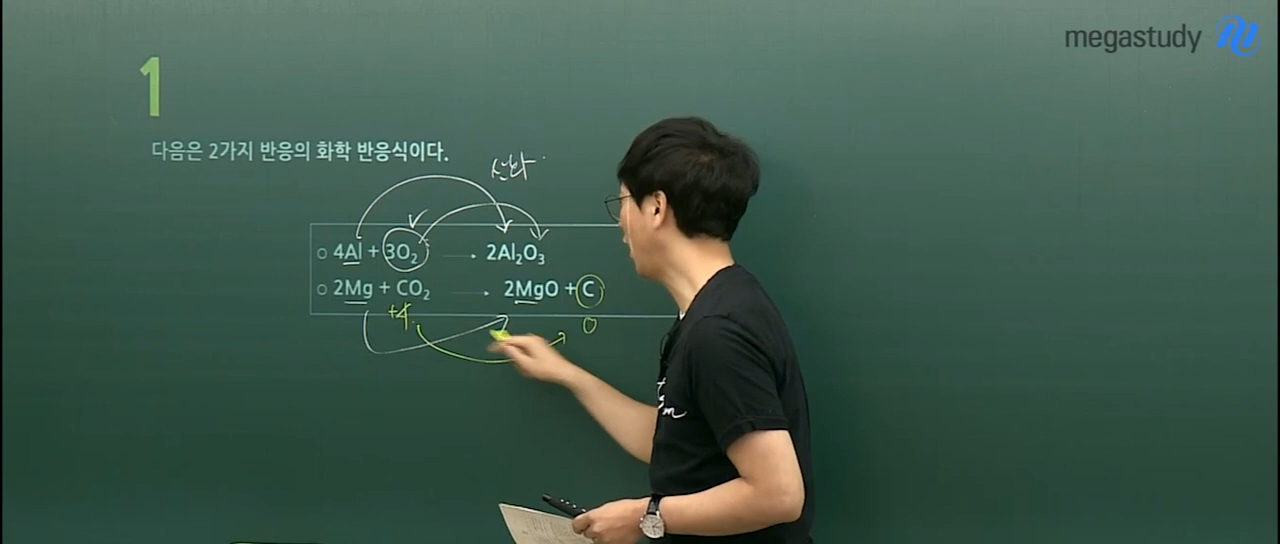 megastudy
1
다음은 2가지 반응의 화학 반응식이다.
산화
○ 4Al + 3O₂ → 2Al₂O₃
○ 2Mg + CO₂ → 2MgO + C
+4
0